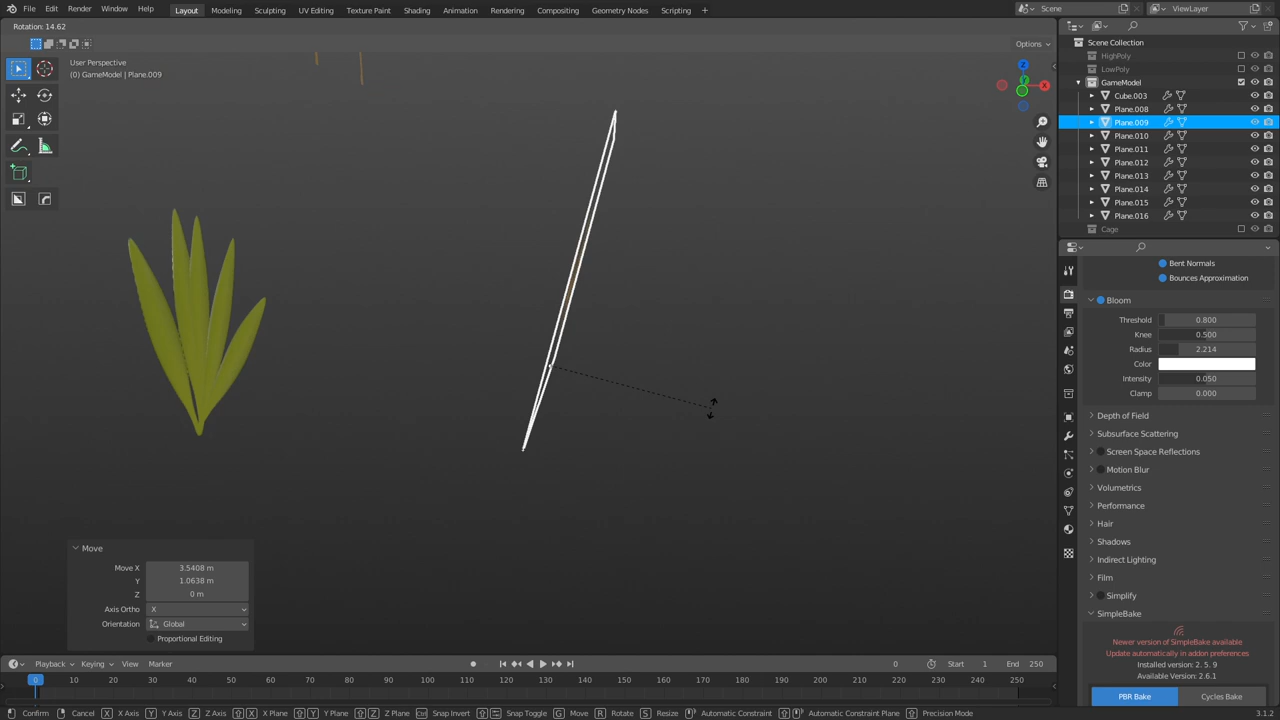 File Edit Render Window Help Layout Modeling Sculpting UV Editing Texture Paint Shading Animation Rendering Compositing Geometry Nodes Scripting + Scene ViewLayer
Rotation: 14.62
Options
User Perspective
(0) GameModel | Plane.009
Z
Y
X
Scene Collection
HighPoly
LowPoly
GameModel
Cube.003
Plane.008
Plane.009
Plane.010
Plane.011
Plane.012
Plane.013
Plane.014
Plane.015
Plane.016
Cage
Bent Normals
Bounces Approximation
Bloom
Threshold 0.800
Knee 0.500
Radius 2.214
Color
Intensity 0.050
Clamp 0.000
Depth of Field
Subsurface Scattering
Screen Space Reflections
Motion Blur
Volumetrics
Performance
Hair
Shadows
Indirect Lighting
Film
Simplify
SimpleBake
Newer version of SimpleBake available
Update automatically in addon preferences
Installed version: 2. 5. 9
Available Version: 2.6.1
PBR Bake Cycles Bake
Move
Move X 3.5408 m
Y 1.0638 m
Z 0 m
Axis Ortho X
Orientation Global
Proportional Editing
Playback Keying View Marker 0 Start 1 End 250
0 10 20 30 40 50 60 70 80 90 100 110 120 130 140 150 160 170 180 190 200 210 220 230 240 250
Confirm Cancel X X Axis Y Y Axis Z Z Axis X X Plane Y Y Plane Z Z Plane Ctrl Snap Invert Snap Toggle G Move R Rotate S Resize Automatic Constraint Automatic Constraint Plane Precision Mode
3.1.2